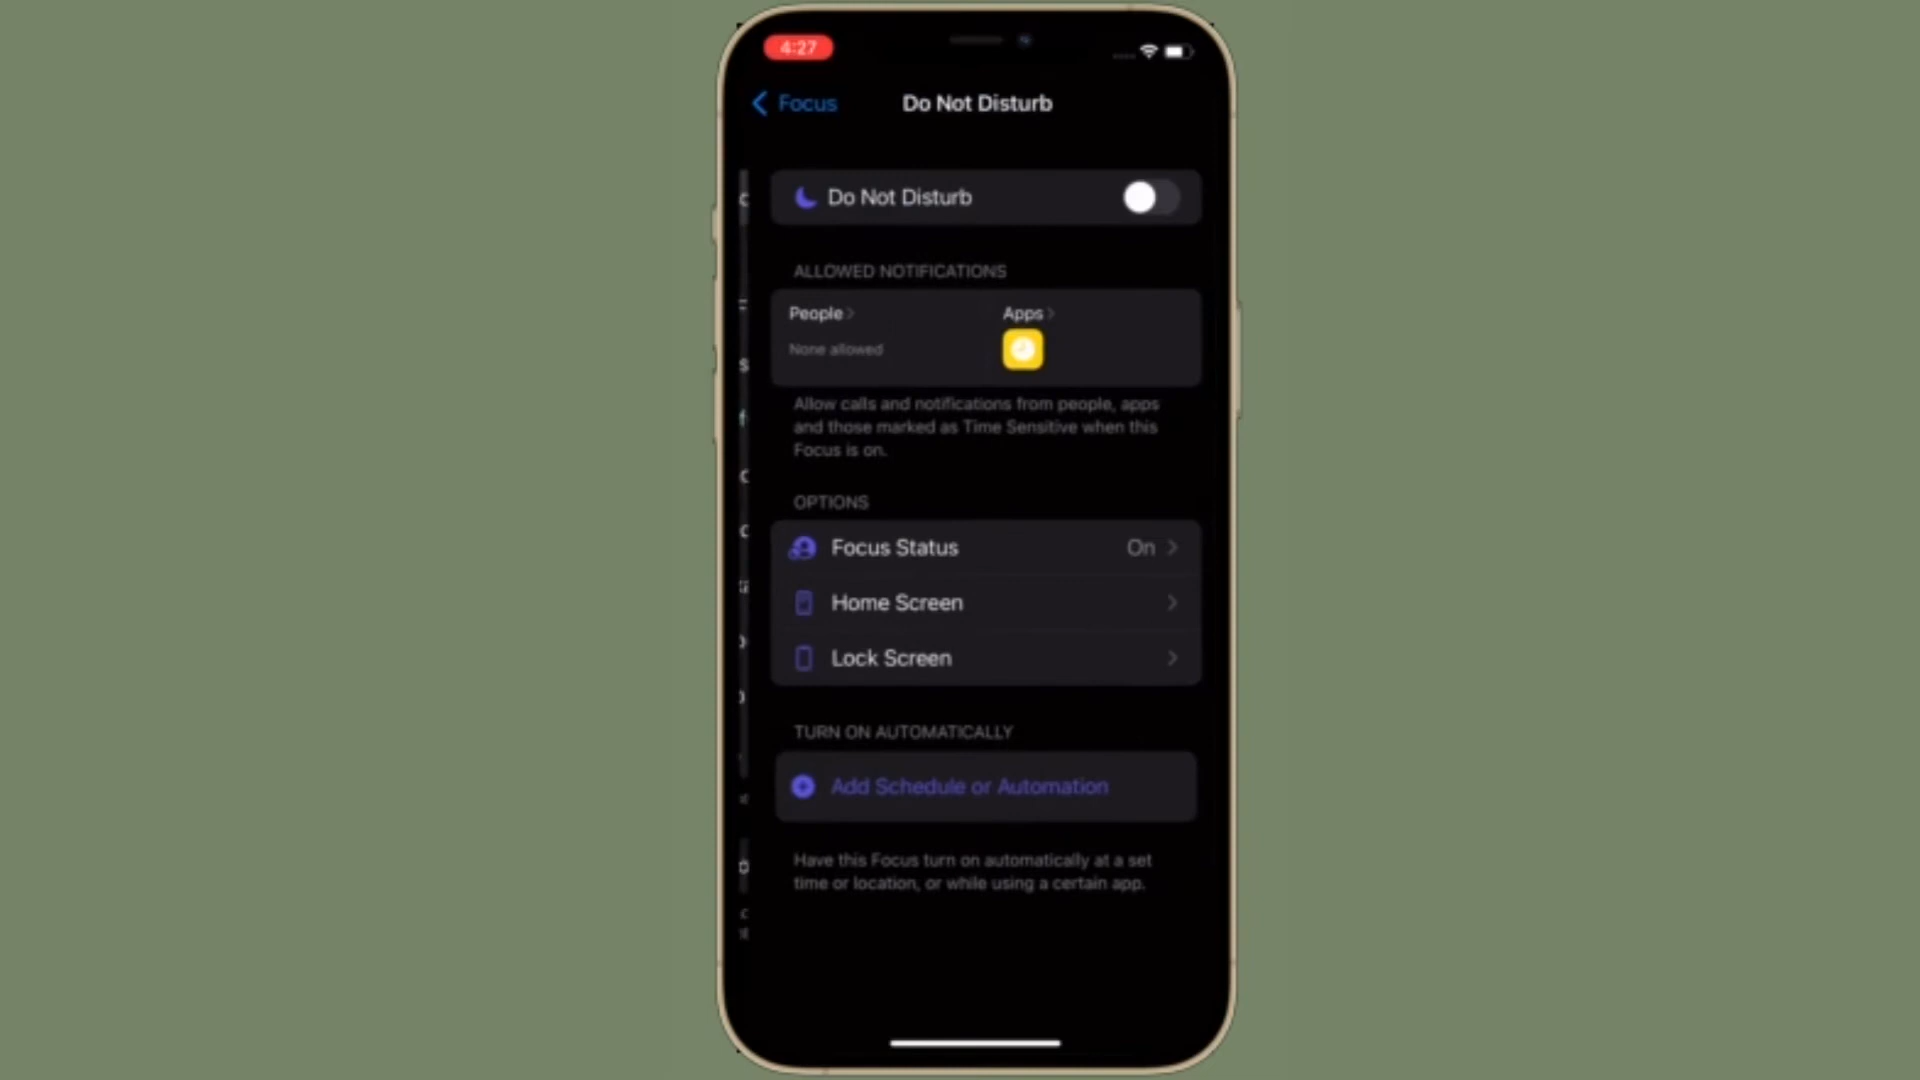 4:27
Focus
Do Not Disturb
Do Not Disturb
ALLOWED NOTIFICATIONS
People
Apps
None allowed
Allow calls and notifications from people, apps
and those marked as Time Sensitive when this
Focus is on.
OPTIONS
Focus Status
On
Home Screen
Lock Screen
TURN ON AUTOMATICALLY
Add Schedule or Automation
Have this Focus turn on automatically at a set
time or location, or while using a certain app.